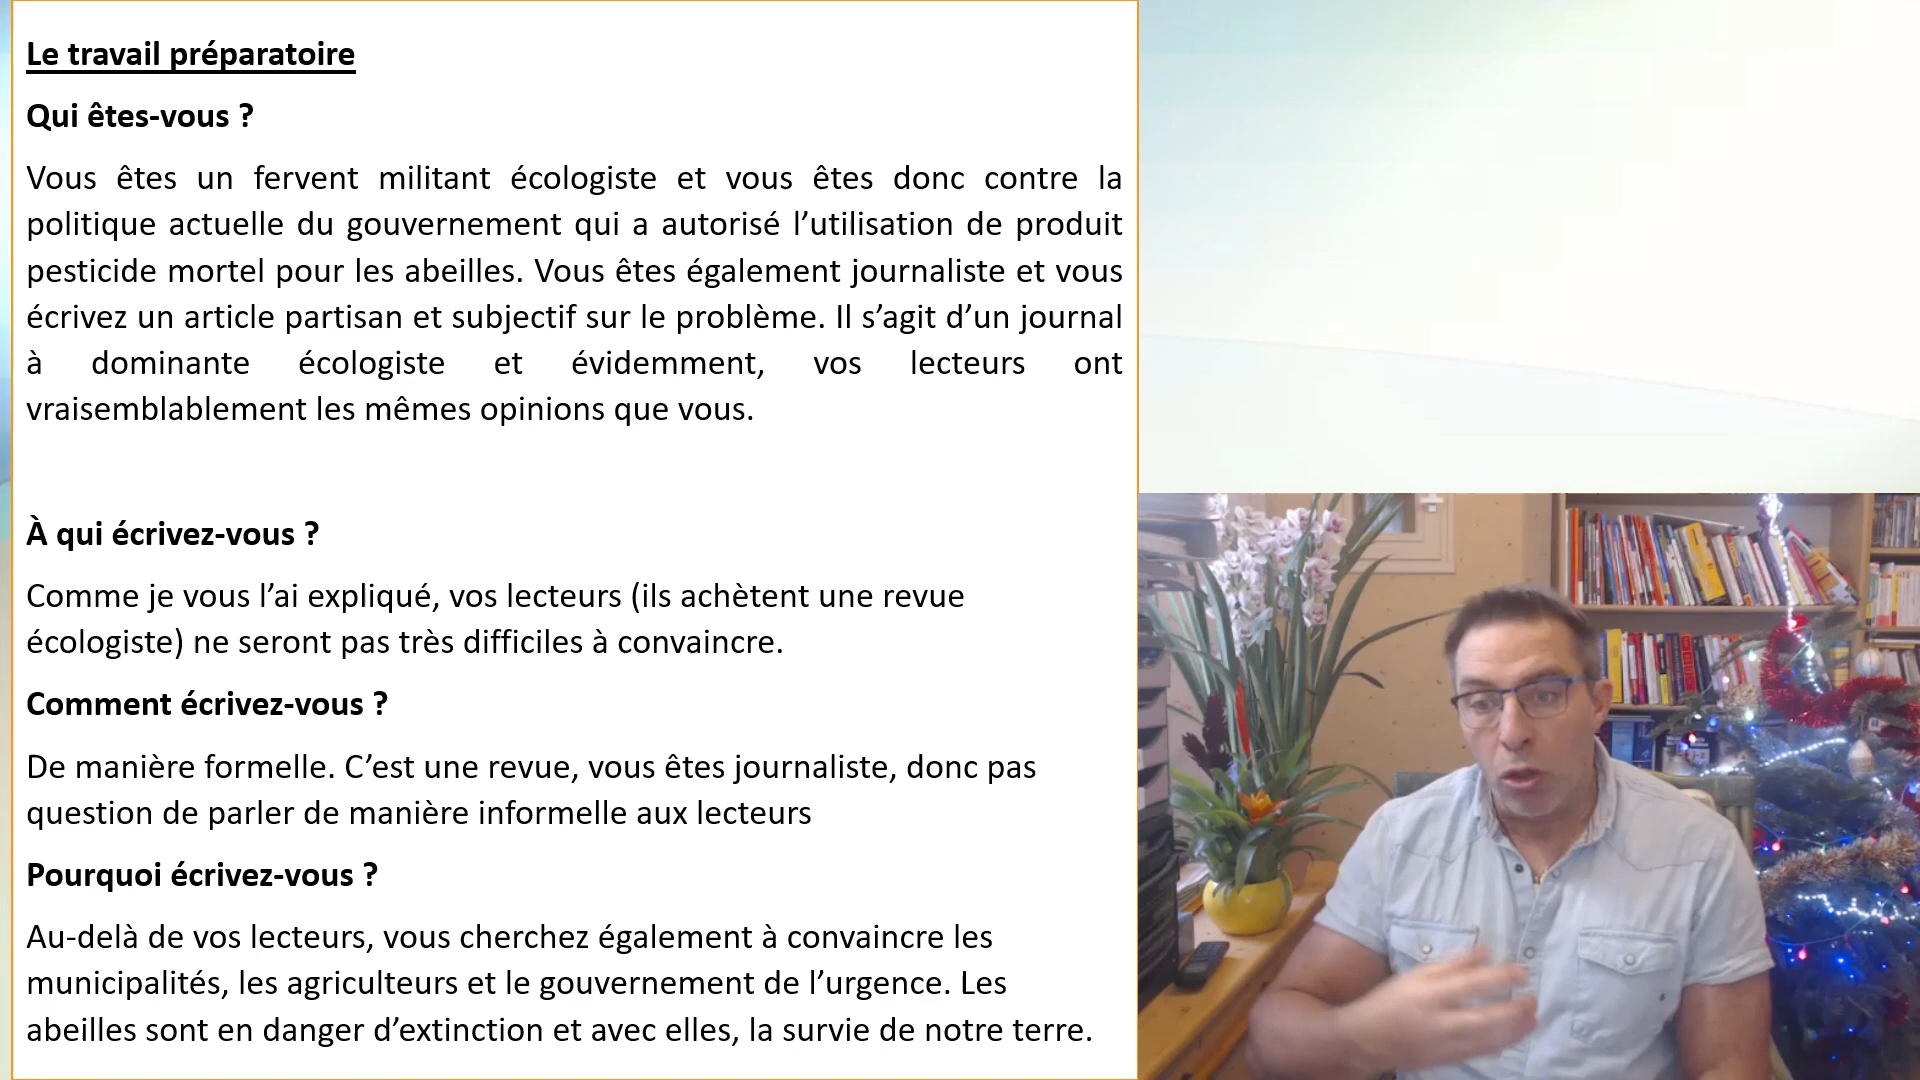 Le travail préparatoire
Qui êtes-vous ?
Vous êtes un fervent militant écologiste et vous êtes donc contre la
politique actuelle du gouvernement qui a autorisé l’utilisation de produit
pesticide mortel pour les abeilles. Vous êtes également journaliste et vous
écrivez un article partisan et subjectif sur le problème. Il s’agit d’un journal
à dominante écologiste et évidemment, vos lecteurs ont
vraisemblablement les mêmes opinions que vous.
À qui écrivez-vous ?
Comme je vous l’ai expliqué, vos lecteurs (ils achètent une revue
écologiste) ne seront pas très difficiles à convaincre.
Comment écrivez-vous ?
De manière formelle. C’est une revue, vous êtes journaliste, donc pas
question de parler de manière informelle aux lecteurs
Pourquoi écrivez-vous ?
Au-delà de vos lecteurs, vous cherchez également à convaincre les
municipalités, les agriculteurs et le gouvernement de l’urgence. Les
abeilles sont en danger d’extinction et avec elles, la survie de notre terre.